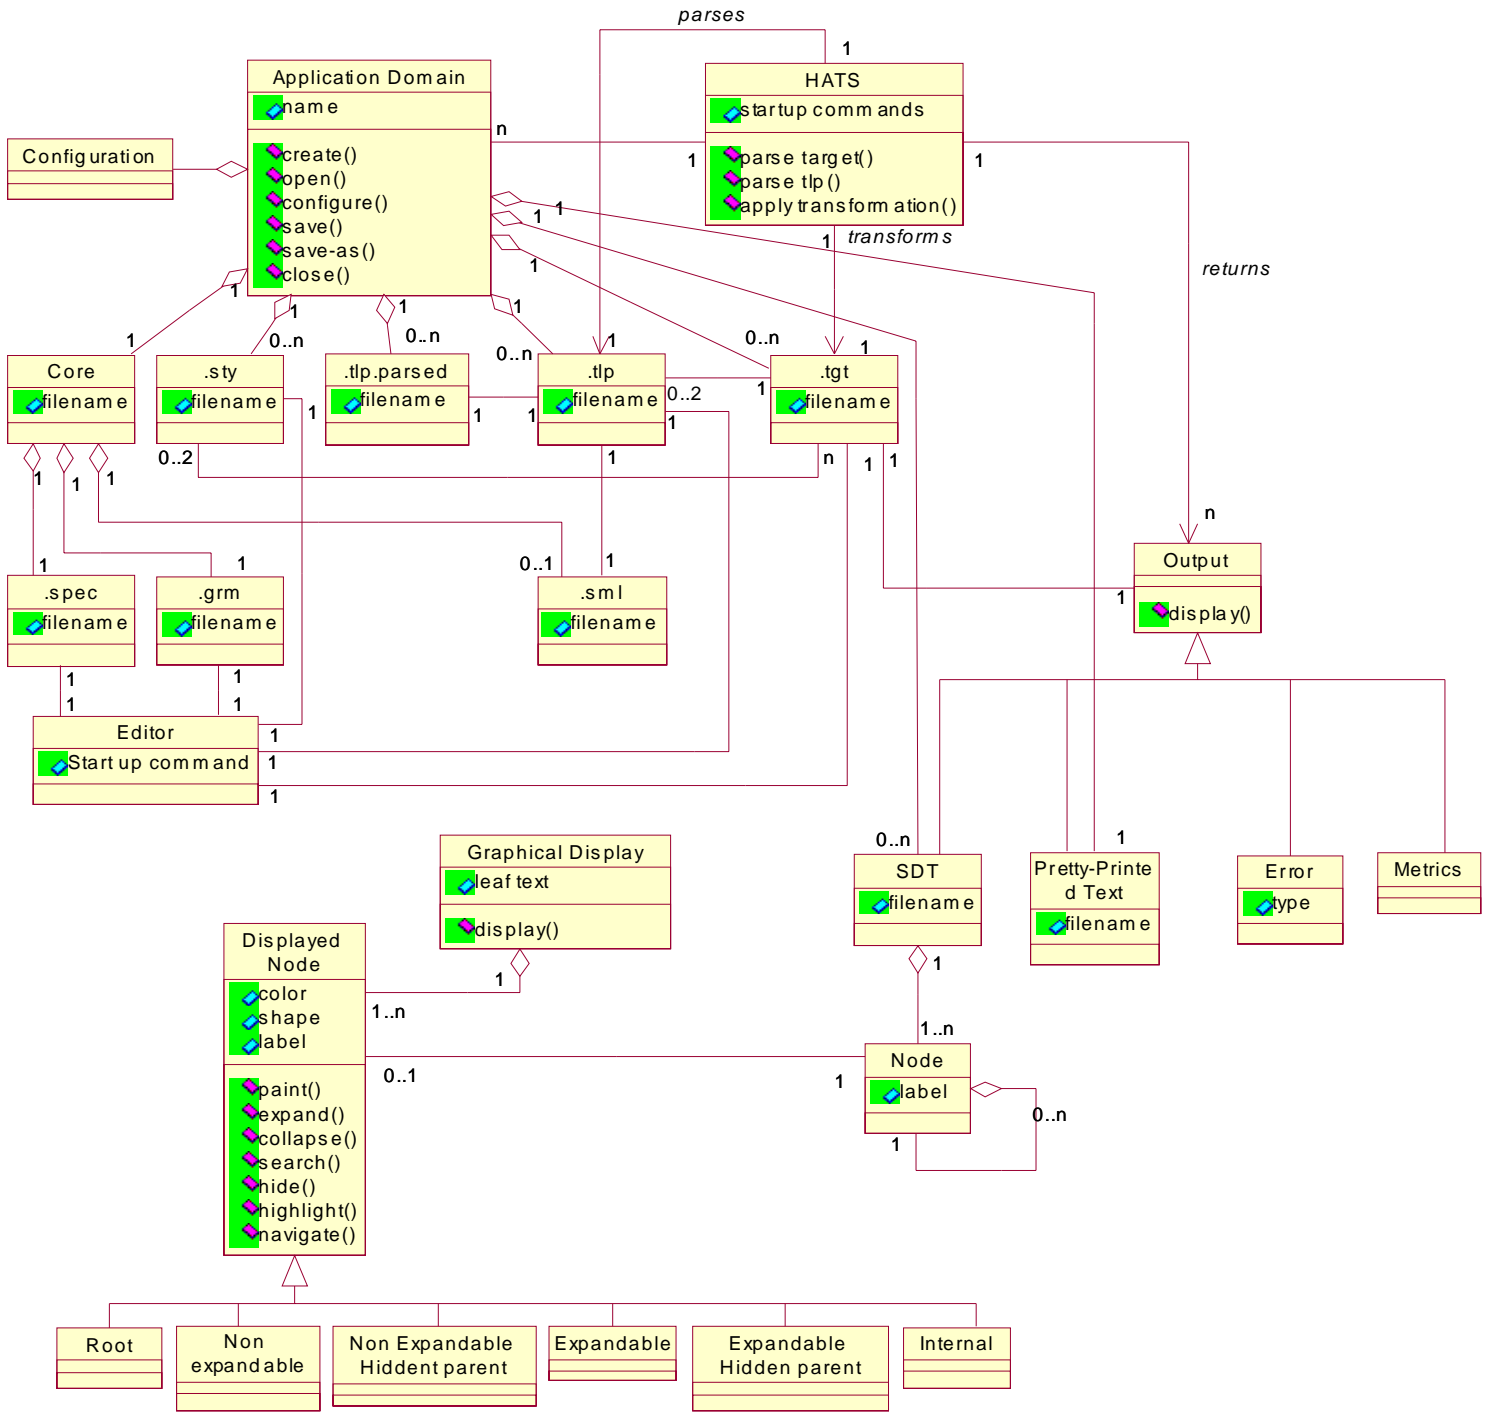 parses
1
Application Domain
name
create()
open()
configure()
save()
save-as()
close()
HATS
startup commands
parse target()
parse tlp()
apply transformation()
Configuration
n
1
1
1
1
1
1
transforms
returns
1
1
1
1
1
0..n
0..n
0..n
1
0..n
1
Core
filename
.sty
filename
.tlp.parsed
filename
.tlp
filename
.tgt
filename
1
1
1
0..2
1
1
0..2
1
n
1
1
1
1
1
n
1
1
0..1
1
.spec
filename
.grm
filename
.sml
filename
Output
display()
1
1
1
1
1
Editor
Start up command
1
1
1
Graphical Display
leaf text
display()
0..n
1
SDT
filename
Pretty-Printe
d Text
filename
Error
type
Metrics
1
1..n
1
1..n
Displayed
Node
color
shape
label
paint()
expand()
collapse()
search()
hide()
highlight()
navigate()
0..1
1
Node
label
0..n
1
Root
Non
expandable
Non Expandable
Hiddent parent
Expandable
Expandable
Hidden parent
Internal